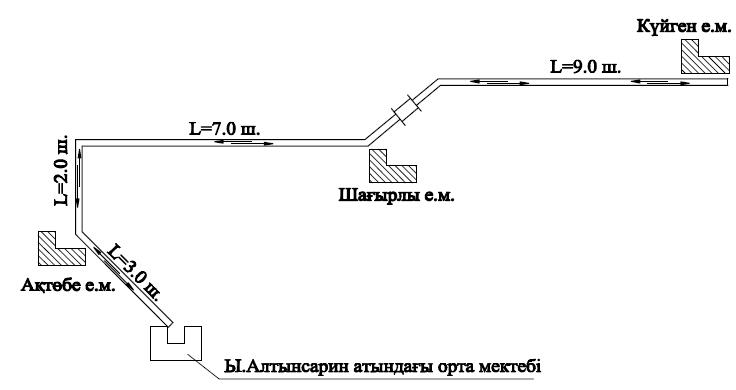 Күйген е.м.
L=9.0 ш.
L=7.0 ш.
L=2.0 ш.
Шағырлы е.м.
L=3.0 ш.
Ақтөбе е.м.
Ы.Алтынсарин атындағы орта мектебі